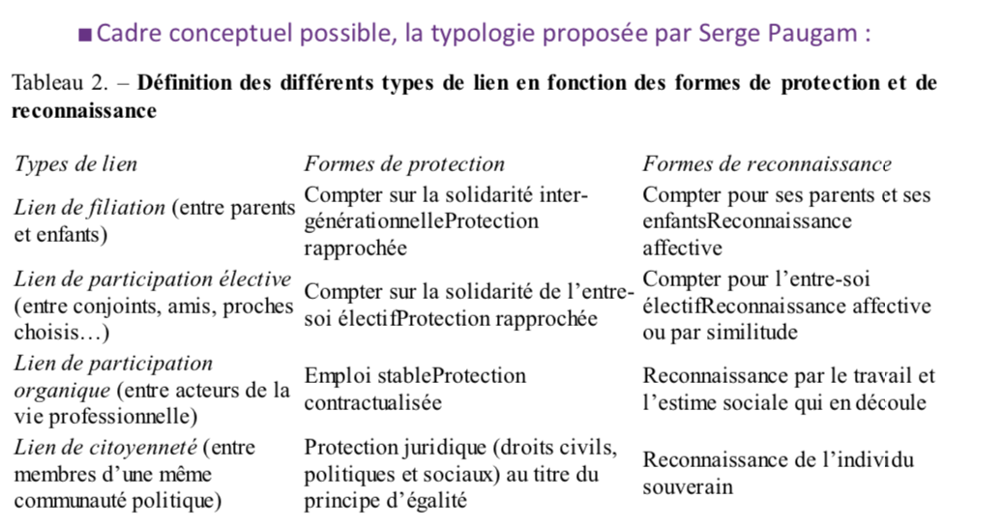 ■ Cadre conceptuel possible, la typologie proposée par Serge Paugam :
Tableau 2. – Définition des différents types de lien en fonction des formes de protection et de
reconnaissance
Types de lien
Formes de protection
Formes de reconnaissance
Lien de filiation (entre parents
et enfants)
Compter sur la solidarité inter-
générationnelleProtection
rapprochée
Compter pour ses parents et ses
enfantsReconnaissance
affective
Lien de participation élective
(entre conjoints, amis, proches
choisis…)
Compter sur la solidarité de l’entre-
soi électifProtection rapprochée
Compter pour l’entre-soi
électifReconnaissance affective
ou par similitude
Lien de participation
organique (entre acteurs de la
vie professionnelle)
Emploi stableProtection
contractualisée
Reconnaissance par le travail et
l’estime sociale qui en découle
Lien de citoyenneté (entre
membres d’une même
communauté politique)
Protection juridique (droits civils,
politiques et sociaux) au titre du
principe d’égalité
Reconnaissance de l’individu
souverain